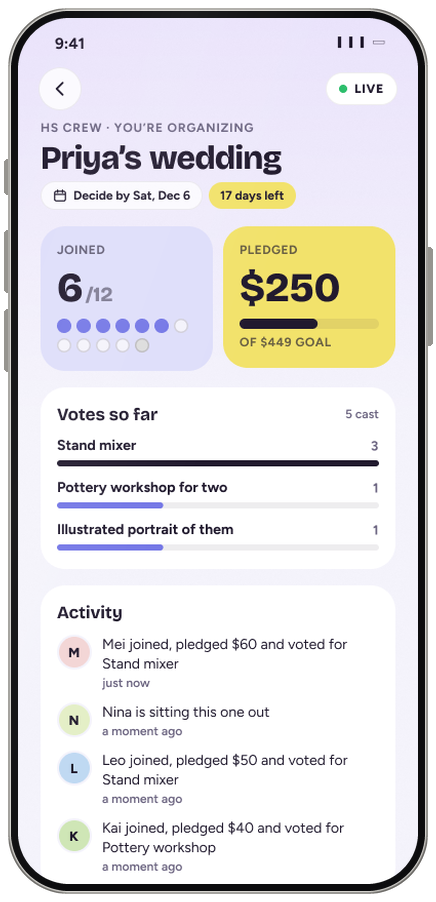 9:41
LIVE
HS CREW · YOU'RE ORGANIZING
Priya's wedding
Decide by Sat, Dec 6
17 days left
JOINED
6/12
PLEDGED
$250
OF $449 GOAL
Votes so far
5 cast
Stand mixer
3
Pottery workshop for two
1
Illustrated portrait of them
1
Activity
M
Mei joined, pledged $60 and voted for
Stand mixer
just now
N
Nina is sitting this one out
a moment ago
L
Leo joined, pledged $50 and voted for
Stand mixer
a moment ago
K
Kai joined, pledged $40 and voted for
Pottery workshop
a moment ago